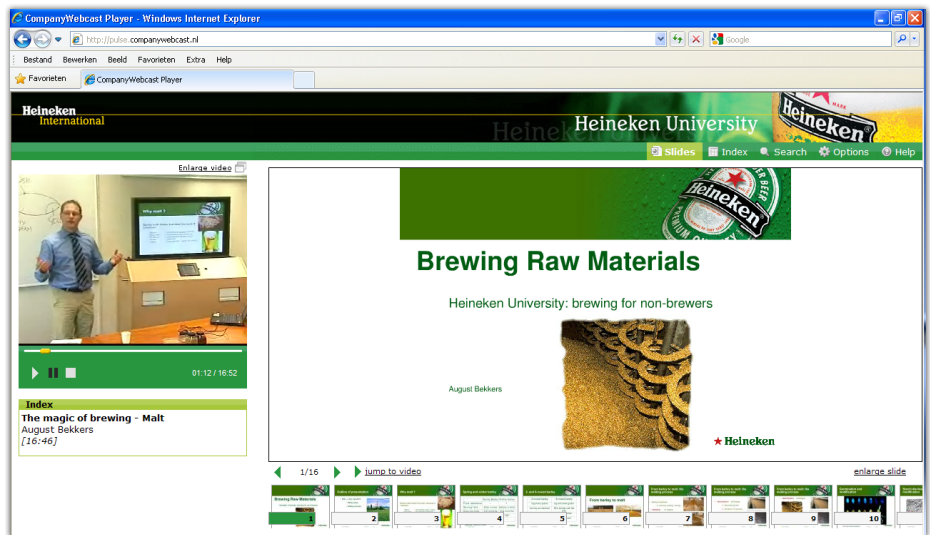 CompanyWebcast Player - Windows Internet Explorer
http://pulse.companywebcast.nl
Google
Bestand Bewerken Beeld Favorieten Extra Help
Favorieten
CompanyWebcast Player
Heineken
International
Heineken University
Heineken
Slides Index Search Options Help
Enlarge video
Why malt ?
01:12 / 16:52
Index
The magic of brewing - Malt
August Bekkers
[16:46]
Heineken
Brewing Raw Materials
Heineken University: brewing for non-brewers
August Bekkers
Heineken
1/16
jump to video
enlarge slide
Brewing Raw Materials
Why malt ?
From barley to malt
1 2 3 4 5 6 7 8 9 10